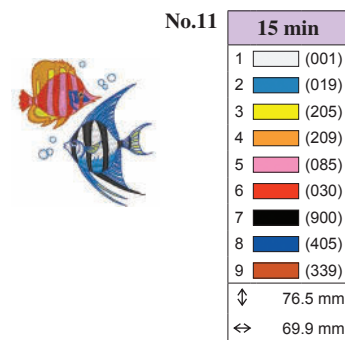 No.11
15 min
1 (001)
2 (019)
3 (205)
4 (209)
5 (085)
6 (030)
7 (900)
8 (405)
9 (339)
↕ 76.5 mm
↔ 69.9 mm